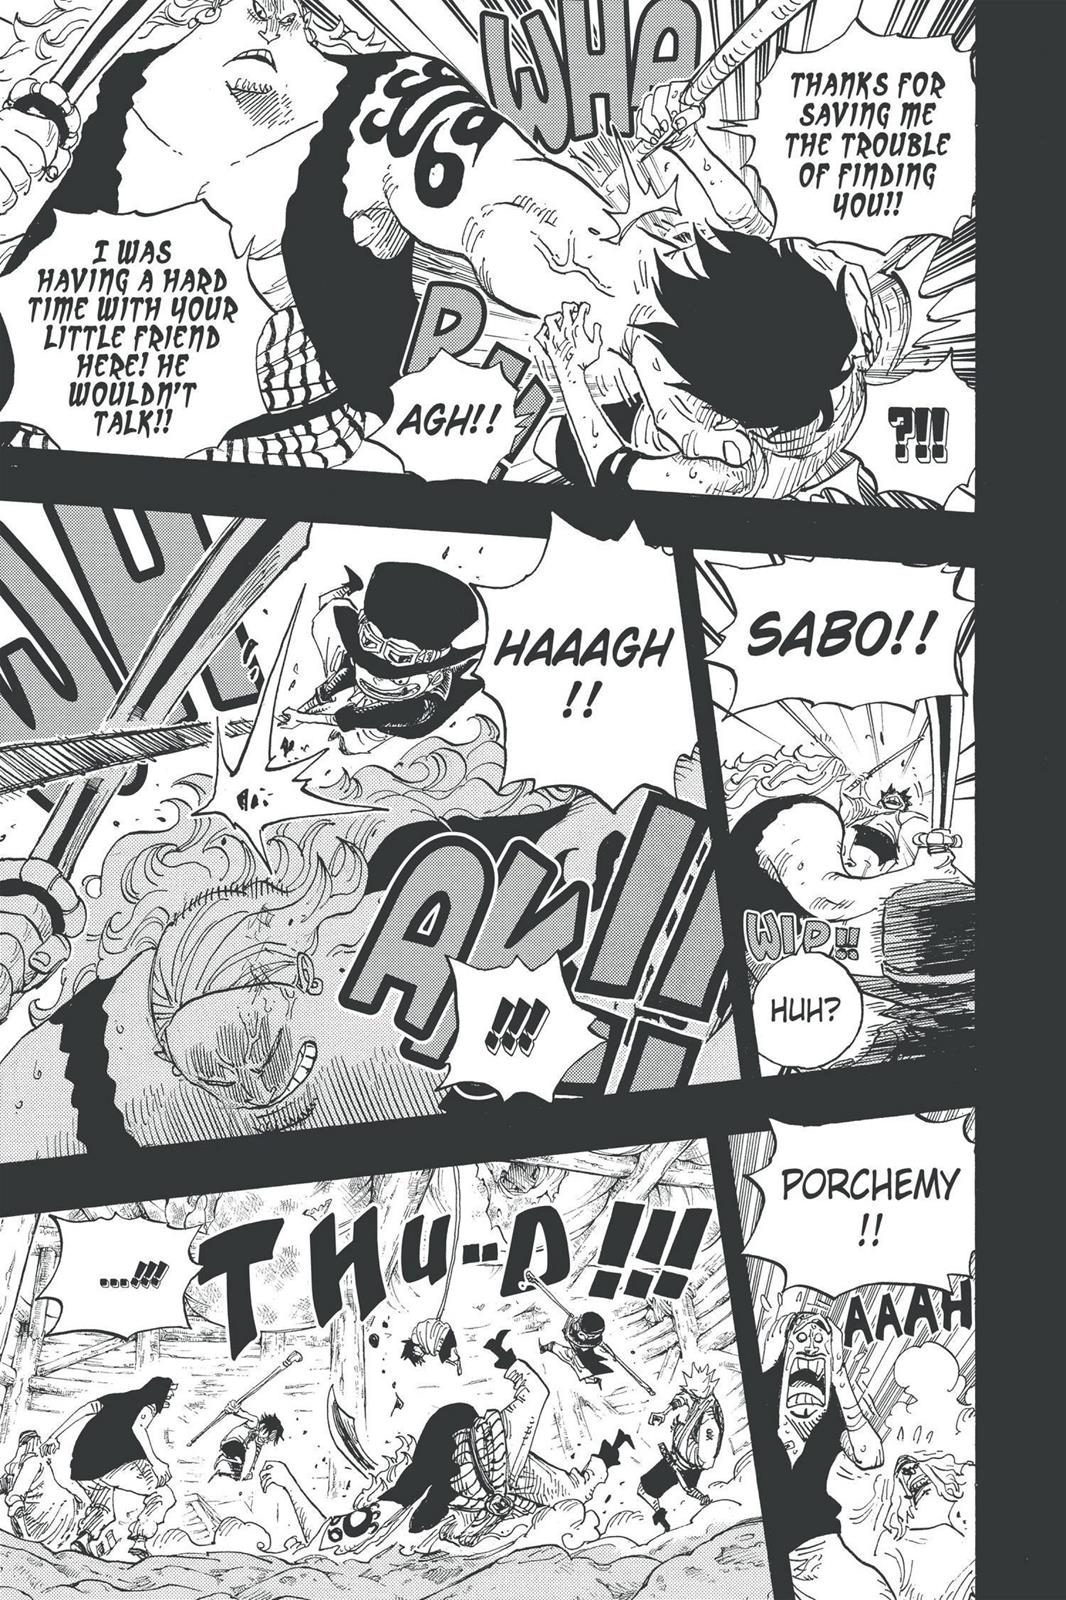 THANKS FOR
SAVING ME
THE TROUBLE
OF FINDING
YOU!!
WHA
I WAS
HAVING A HARD
TIME WITH YOUR
LITTLE FRIEND
HERE! HE
WOULDN'T
TALK!!
AGH!!
?!!
SABO!!
WIP!!
HUH?
HAAAGH
!!
!!!
PORCHEMY
!!
AAAH
THU--D!!!
....!!!